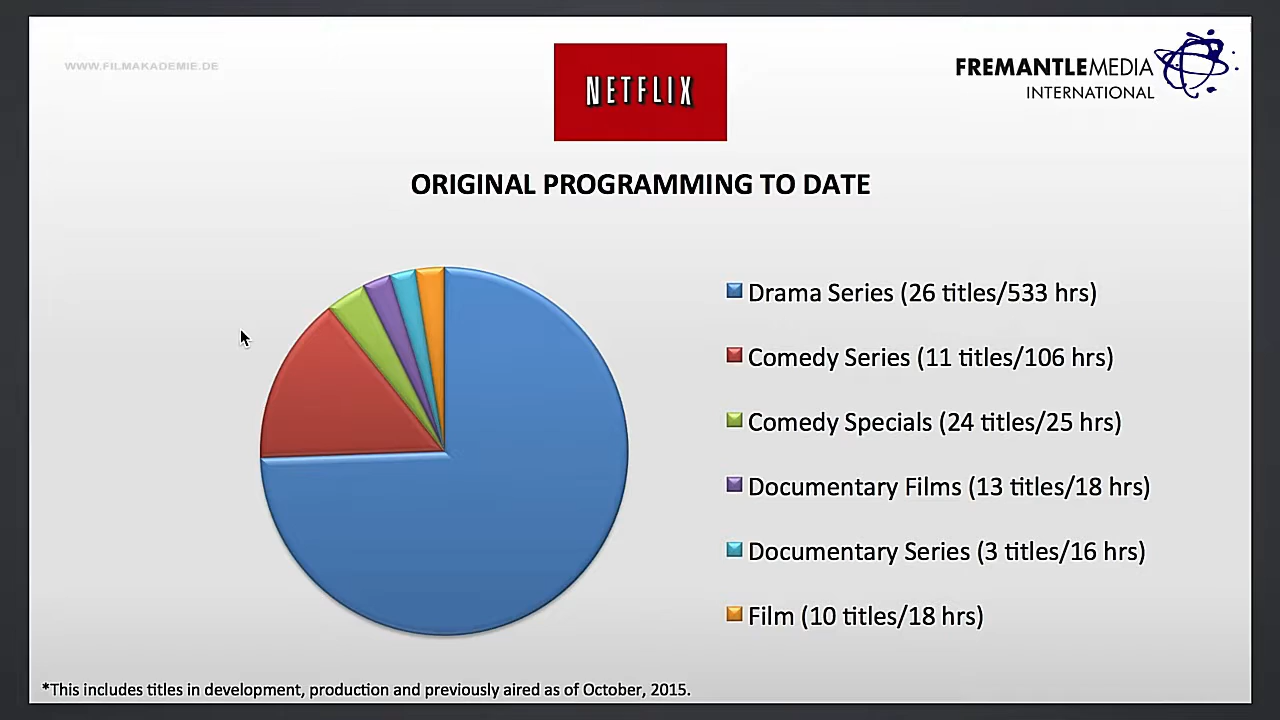 WWW.FILMAKADEMIE.DE
NETFLIX
FREMANTLEMEDIA
INTERNATIONAL
ORIGINAL PROGRAMMING TO DATE
Drama Series (26 titles/533 hrs)
Comedy Series (11 titles/106 hrs)
Comedy Specials (24 titles/25 hrs)
Documentary Films (13 titles/18 hrs)
Documentary Series (3 titles/16 hrs)
Film (10 titles/18 hrs)
*This includes titles in development, production and previously aired as of October, 2015.